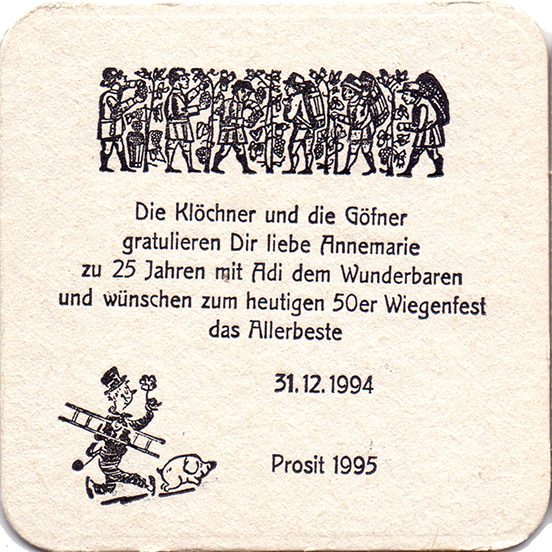 Die Klöchner und die Göfner
gratulieren Dir liebe Annemarie
zu 25 Jahren mit Adi dem Wunderbaren
und wünschen zum heutigen 50er Wiegenfest
das Allerbeste
31.12.1994
Prosit 1995